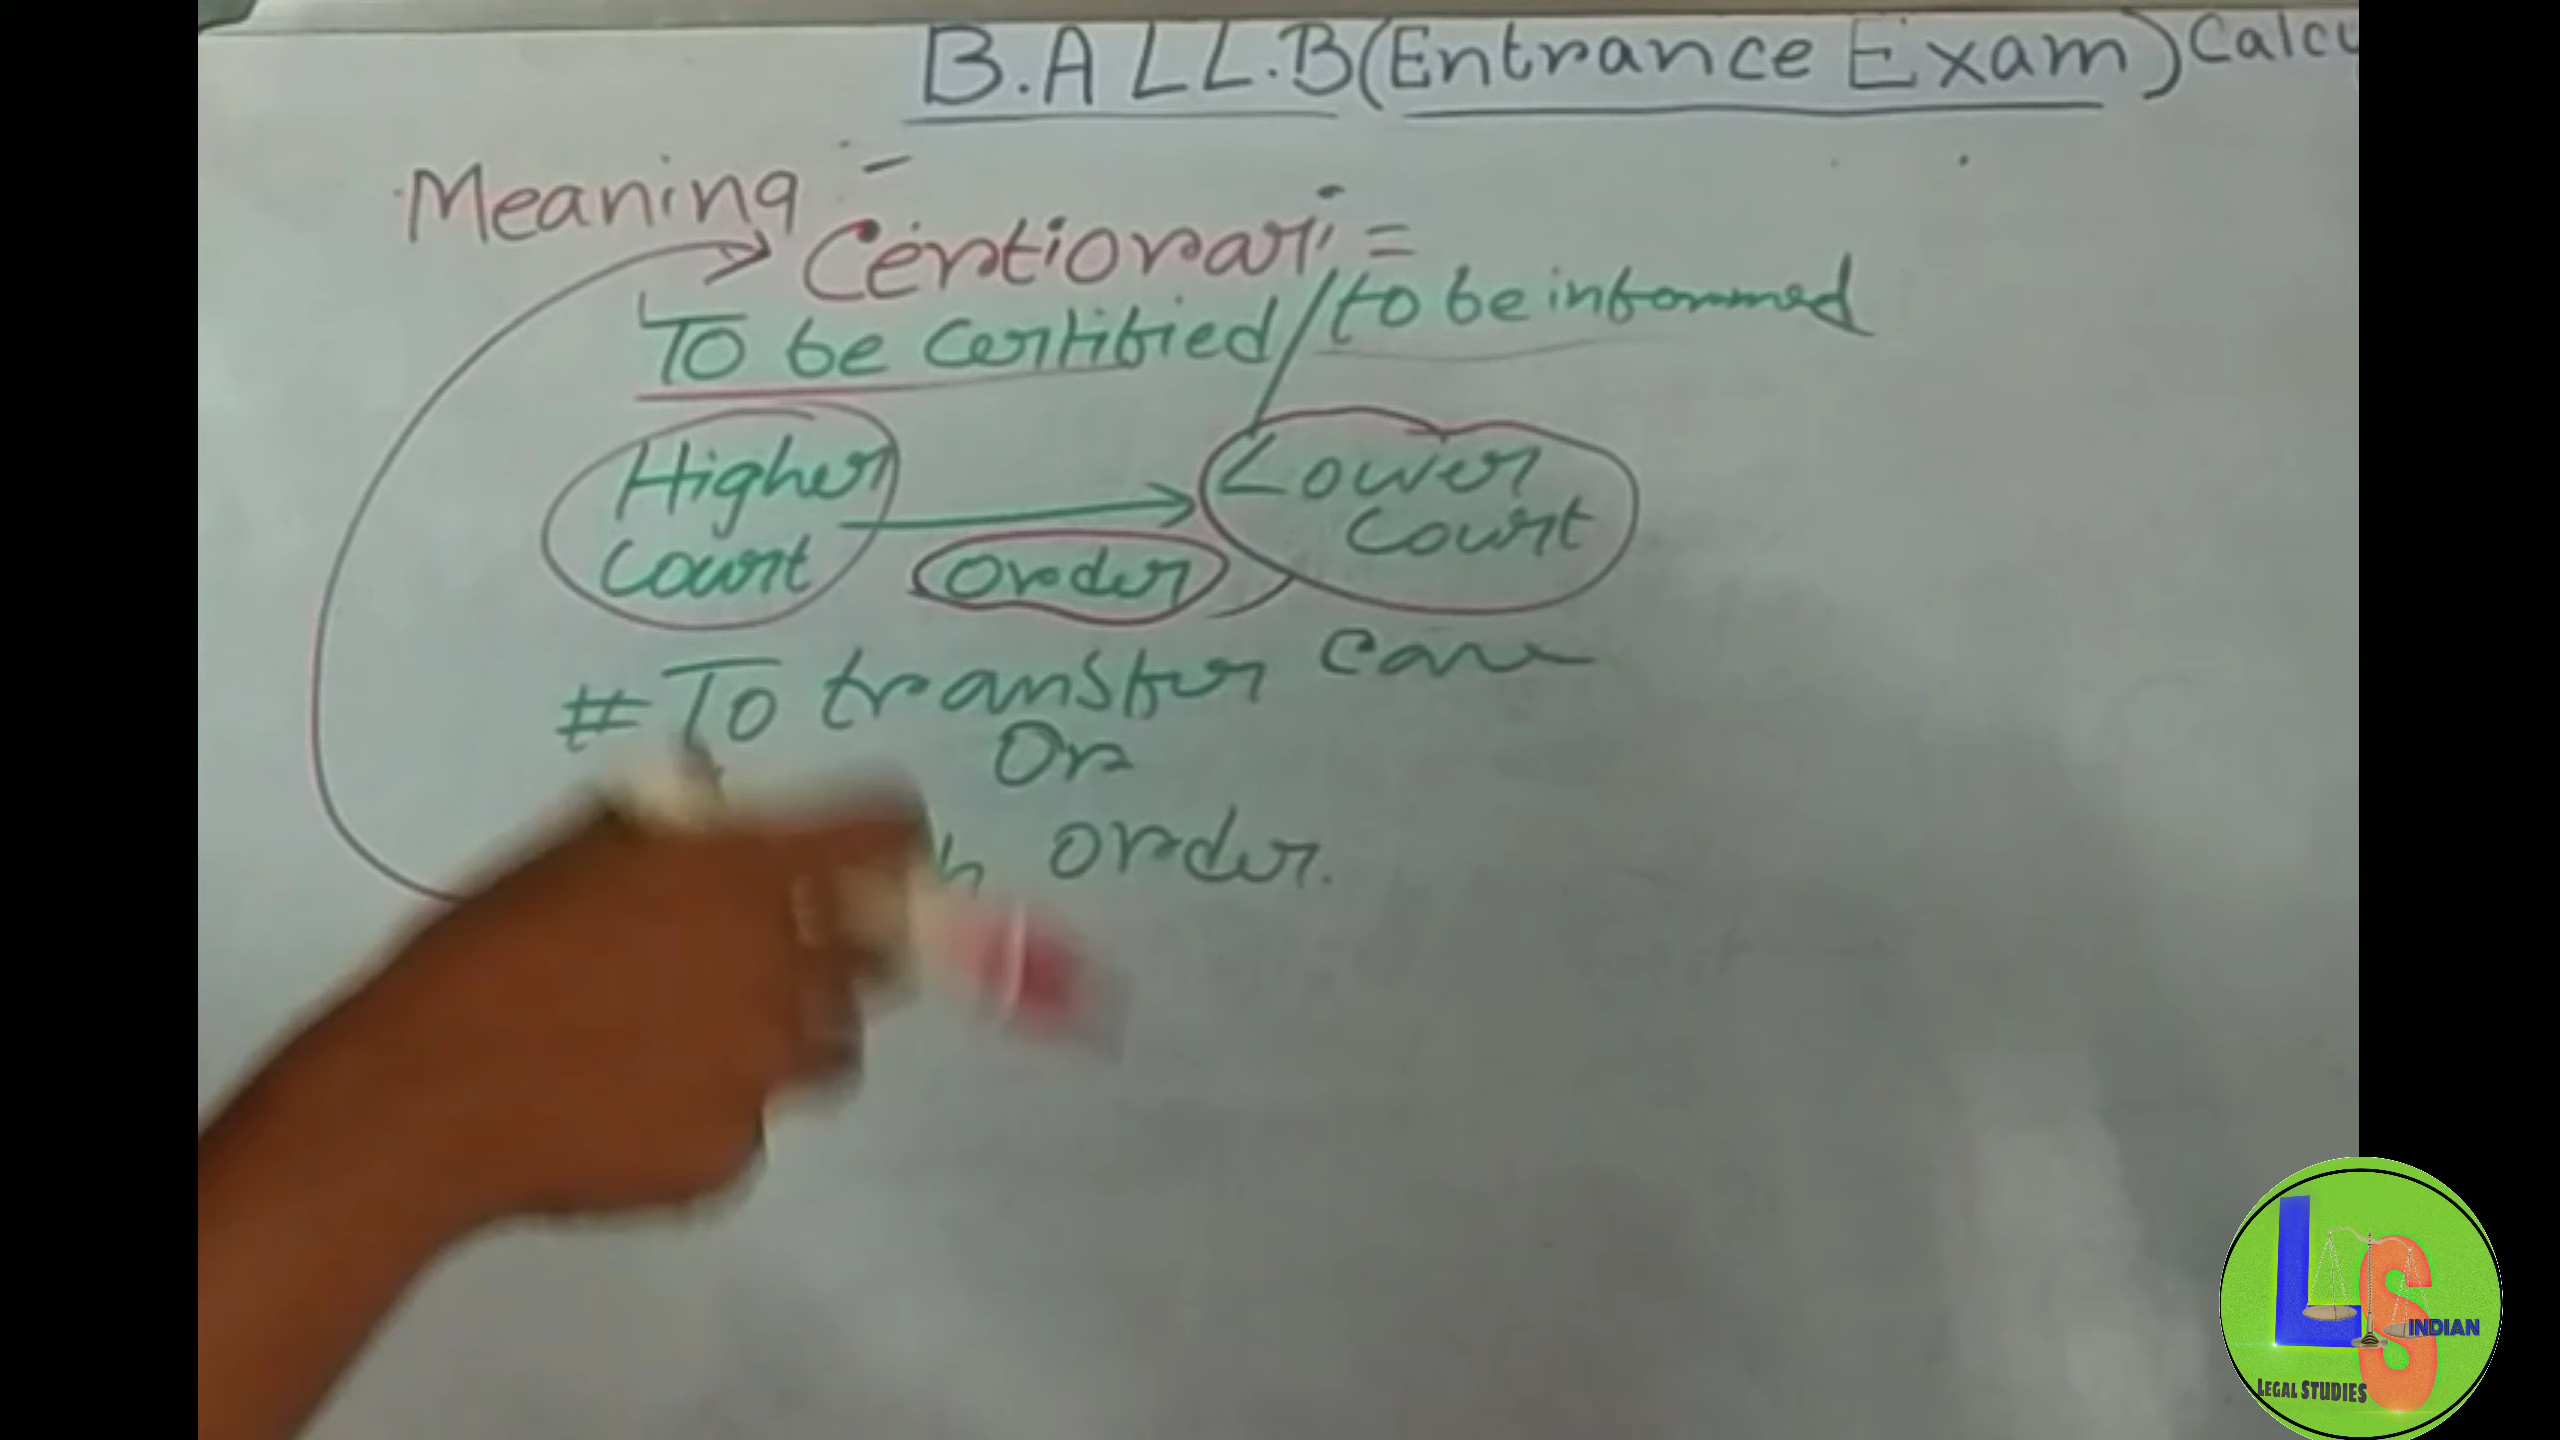 B.A LL.B (Entrance Exam) Calcu
Meaning :-
Certiorari =
To be certified / to be informed
Higher Court
Lower Court
Order
# To transfer case
Or
h order.
LS
INDIAN
LEGAL STUDIES